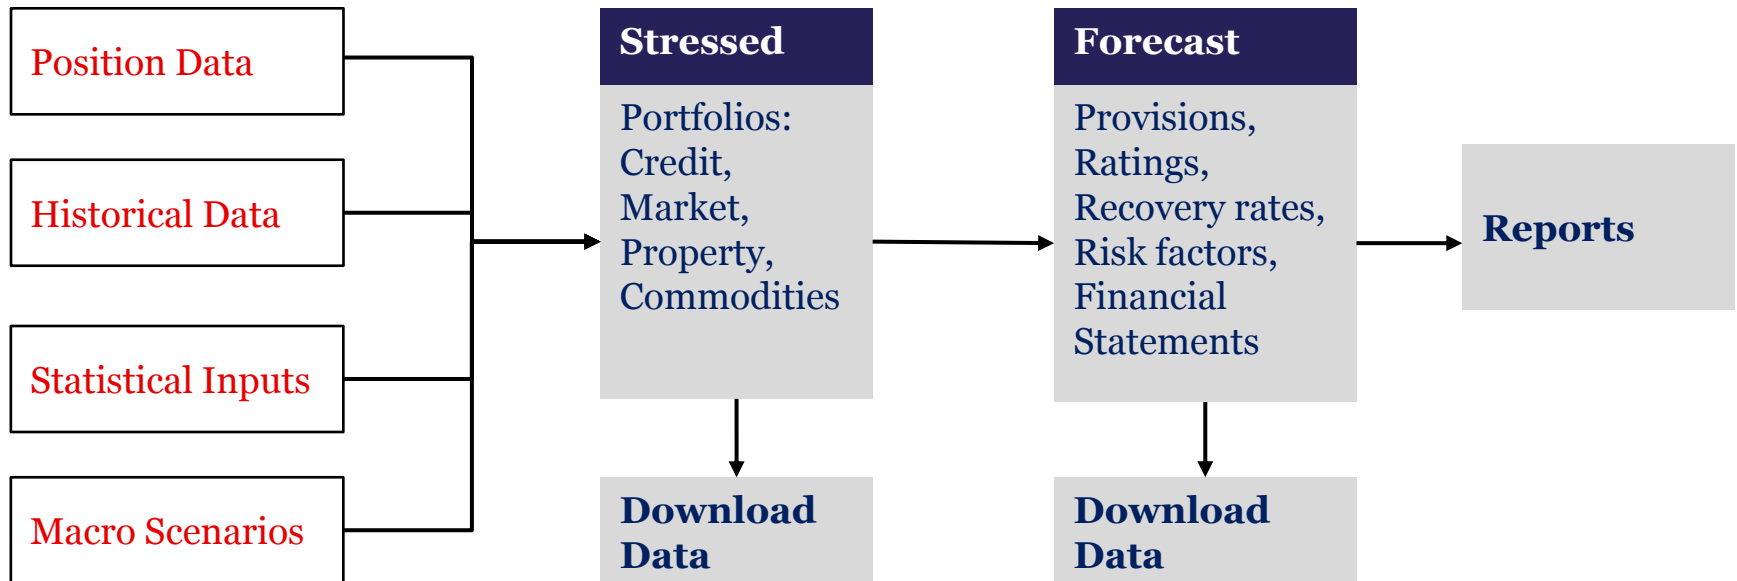 Position Data
Historical Data
Statistical Inputs
Macro Scenarios
Stressed
Portfolios:
Credit,
Market,
Property,
Commodities
Download
Data
Forecast
Provisions,
Ratings,
Recovery rates,
Risk factors,
Financial
Statements
Download
Data
Reports